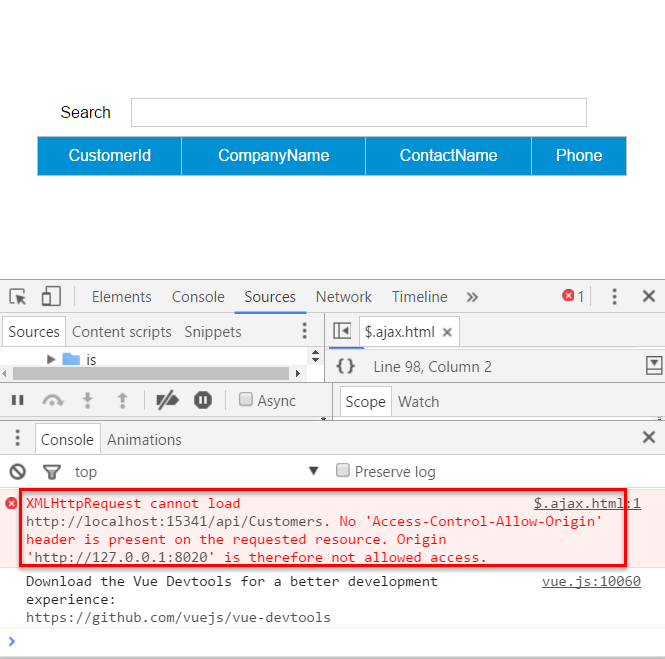 Search
CustomerId CompanyName ContactName Phone
Elements Console Sources Network Timeline » 1
Sources Content scripts Snippets $.ajax.html ×
is
{ } Line 98, Column 2
Async Scope Watch
Console Animations
top Preserve log
XMLHttpRequest cannot load $.ajax.html:1
http://localhost:15341/api/Customers. No 'Access-Control-Allow-Origin'
header is present on the requested resource. Origin
'http://127.0.0.1:8020' is therefore not allowed access.
Download the Vue Devtools for a better development vue.js:10060
experience:
https://github.com/vuejs/vue-devtools